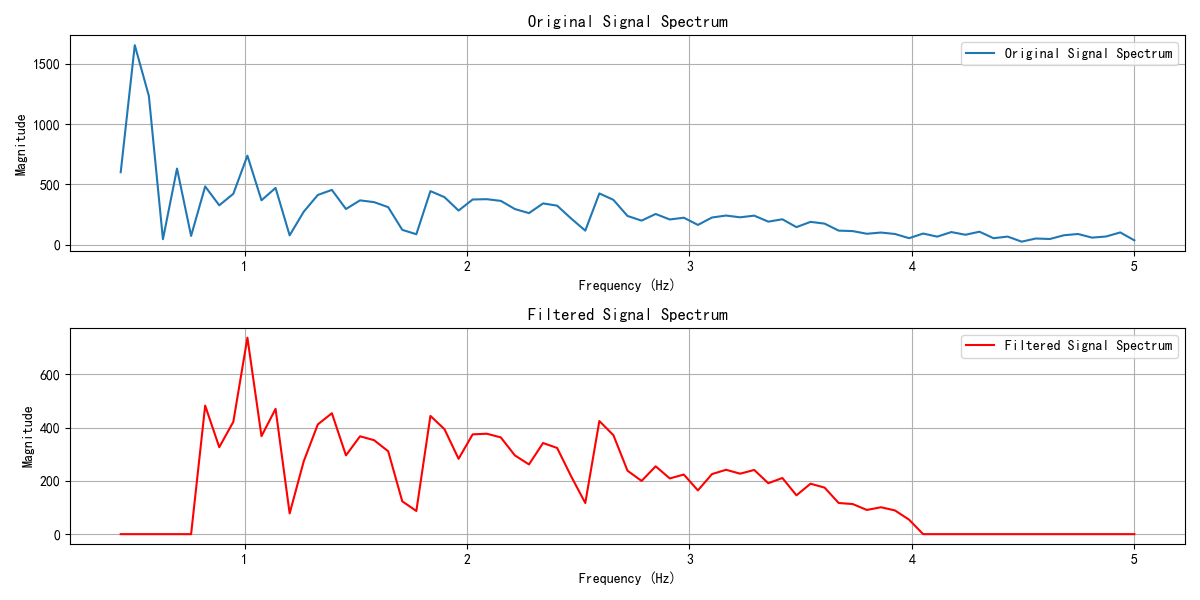 Original Signal Spectrum
Original Signal Spectrum
1500
1000
500
0
Magnitude
1 2 3 4 5
Frequency (Hz)
Filtered Signal Spectrum
Filtered Signal Spectrum
600
400
200
0
Magnitude
1 2 3 4 5
Frequency (Hz)